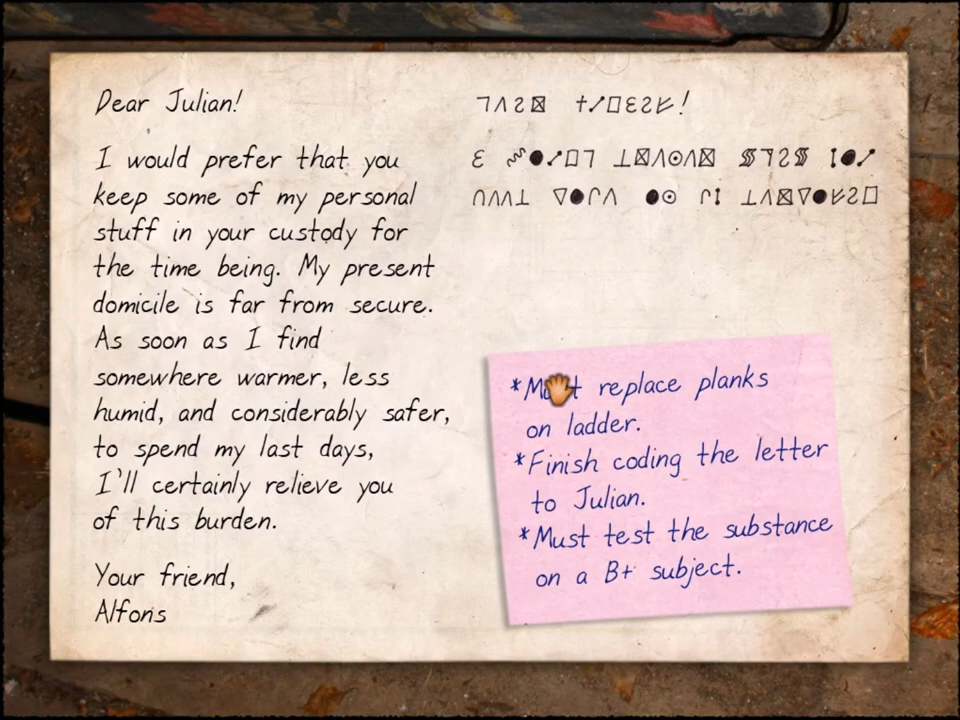 Dear Julian!
I would prefer that you
keep some of my personal
stuff in your custody for
the time being. My present
domicile is far from secure.
As soon as I find
somewhere warmer, less
humid, and considerably safer,
to spend my last days,
I'll certainly relieve you
of this burden.
Your friend,
Alfons
replace planks
on ladder.
*Finish coding the letter
to Julian.
*Must test the substance
on a B+ subject.